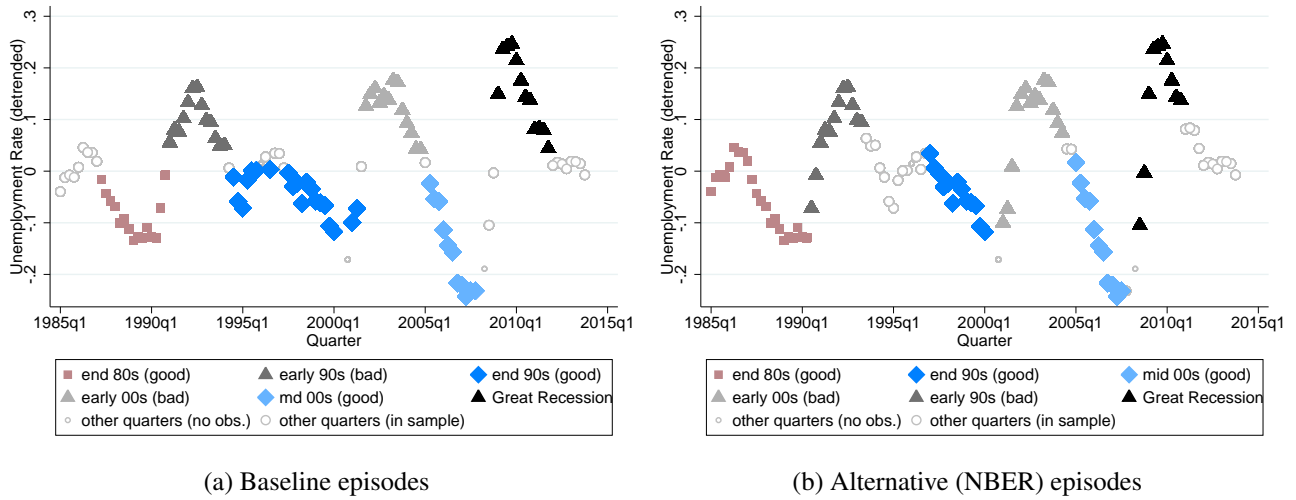 Unemployment Rate (detrended)
.3
.2
.1
0
-.1
-.2
1985q1 1990q1 1995q1 2000q1 2005q1 2010q1 2015q1
Quarter
end 80s (good) early 90s (bad) end 90s (good)
early 00s (bad) md 00s (good) Great Recession
other quarters (no obs.) other quarters (in sample)
(a) Baseline episodes
Unemployment Rate (detrended)
.3
.2
.1
0
-.1
-.2
1985q1 1990q1 1995q1 2000q1 2005q1 2010q1 2015q1
Quarter
end 80s (good) end 90s (good) mid 00s (good)
early 00s (bad) early 90s (bad) Great Recession
other quarters (no obs.) other quarters (in sample)
(b) Alternative (NBER) episodes